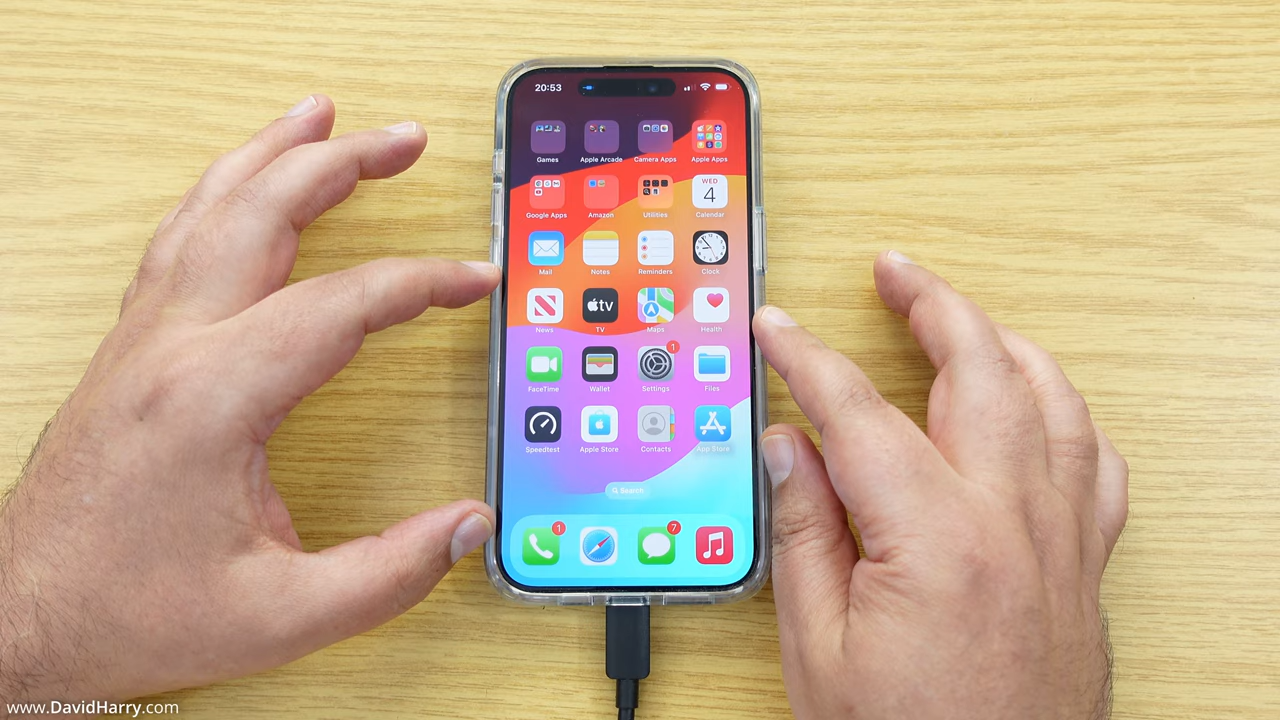 20:53
Games Apple Arcade Camera Apps Apple Apps
WED
4
Google Apps Amazon Utilities Calendar
Mail Notes Reminders Clock
tv
News TV Maps Health
1
FaceTime Wallet Settings Files
Speedtest Apple Store Contacts App Store
Search
1 7
www.DavidHarry.com